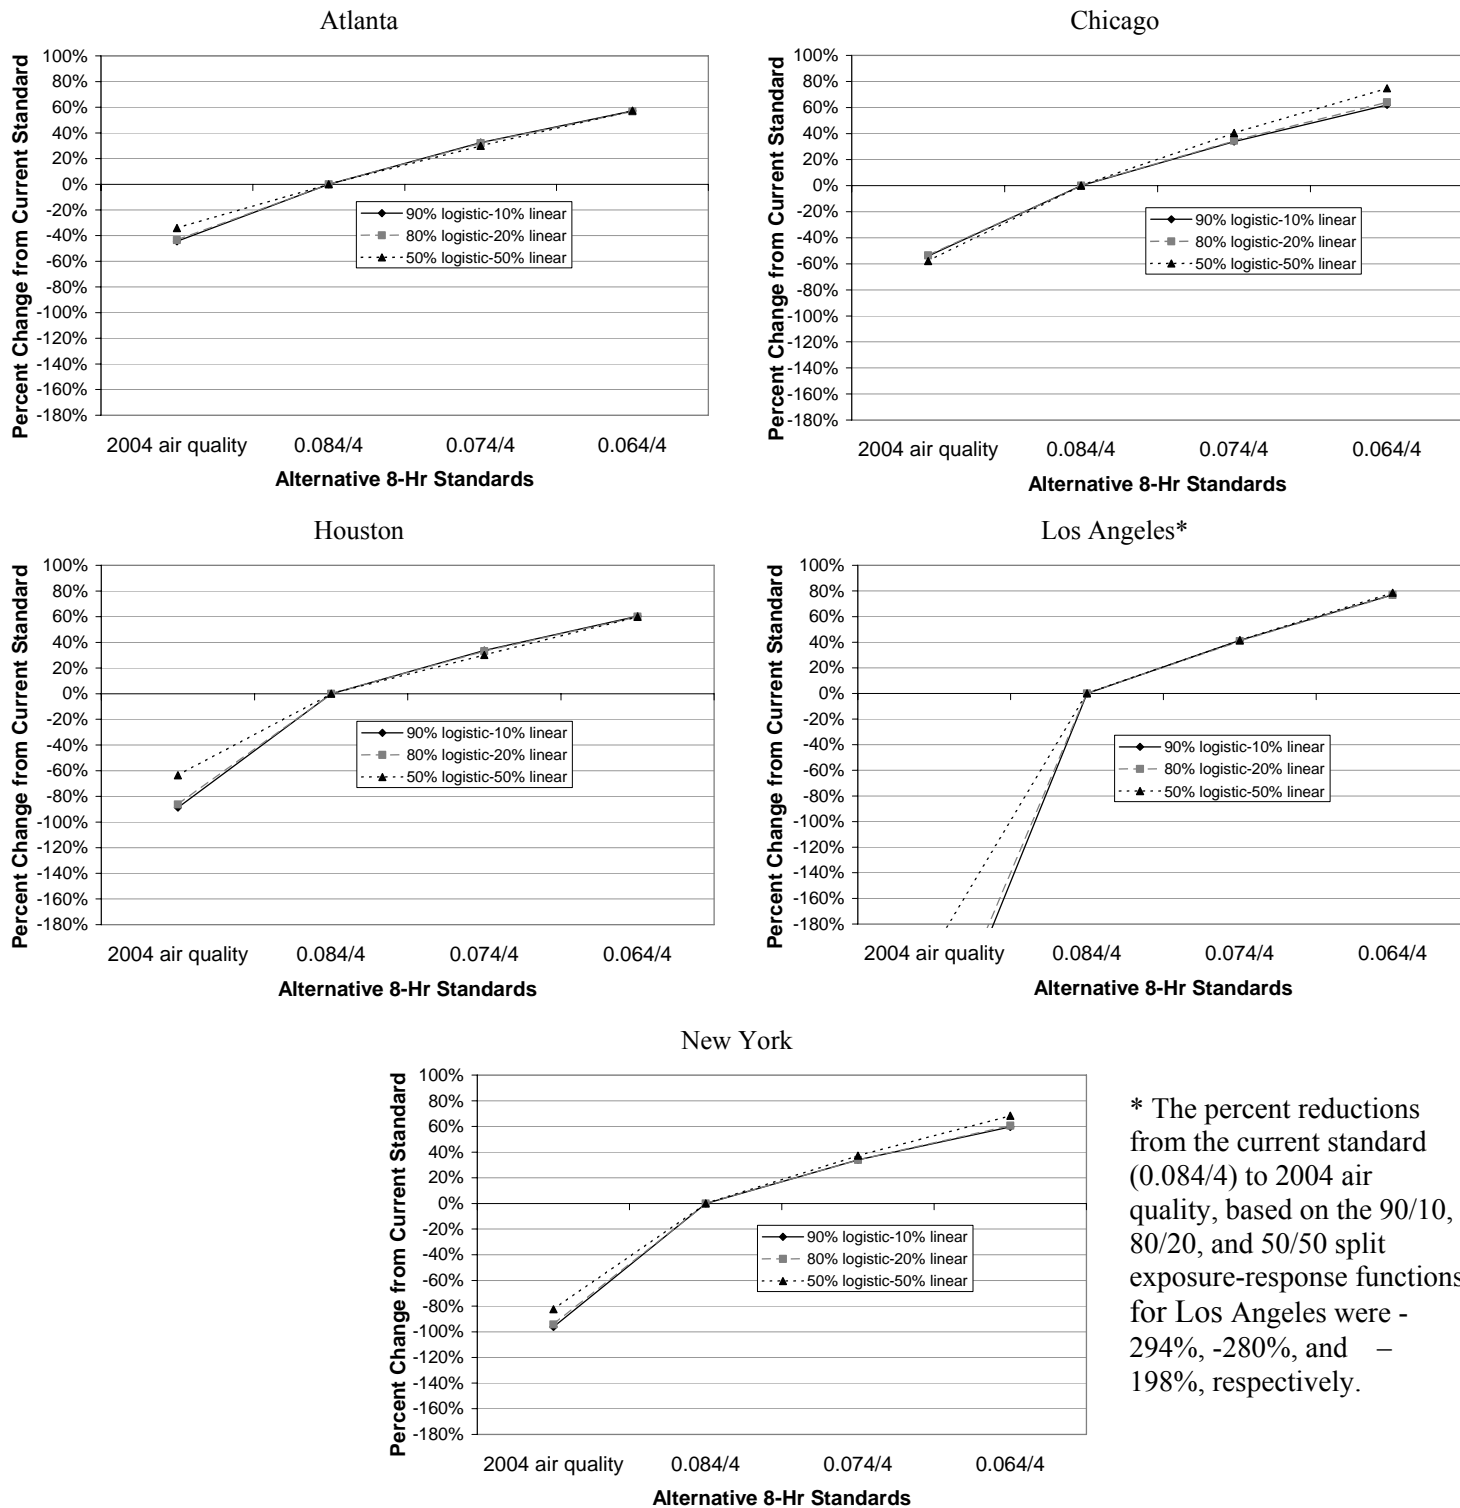 Atlanta
Percent Change from Current Standard
100%
80%
60%
40%
20%
0%
-20%
-40%
-60%
-80%
-100%
-120%
-140%
-160%
-180%
90% logistic-10% linear
80% logistic-20% linear
50% logistic-50% linear
2004 air quality 0.084/4 0.074/4 0.064/4
Alternative 8-Hr Standards
Chicago
Percent Change from Current Standard
100%
80%
60%
40%
20%
0%
-20%
-40%
-60%
-80%
-100%
-120%
-140%
-160%
-180%
90% logistic-10% linear
80% logistic-20% linear
50% logistic-50% linear
2004 air quality 0.084/4 0.074/4 0.064/4
Alternative 8-Hr Standards
Houston
Percent Change from Current Standard
100%
80%
60%
40%
20%
0%
-20%
-40%
-60%
-80%
-100%
-120%
-140%
-160%
-180%
90% logistic-10% linear
80% logistic-20% linear
50% logistic-50% linear
2004 air quality 0.084/4 0.074/4 0.064/4
Alternative 8-Hr Standards
Los Angeles*
Percent Change from Current Standard
100%
80%
60%
40%
20%
0%
-20%
-40%
-60%
-80%
-100%
-120%
-140%
-160%
-180%
90% logistic-10% linear
80% logistic-20% linear
50% logistic-50% linear
2004 air quality 0.084/4 0.074/4 0.064/4
Alternative 8-Hr Standards
New York
Percent Change from Current Standard
100%
80%
60%
40%
20%
0%
-20%
-40%
-60%
-80%
-100%
-120%
-140%
-160%
-180%
90% logistic-10% linear
80% logistic-20% linear
50% logistic-50% linear
2004 air quality 0.084/4 0.074/4 0.064/4
Alternative 8-Hr Standards
* The percent reductions
from the current standard
(0.084/4) to 2004 air
quality, based on the 90/10,
80/20, and 50/50 split
exposure-response functions
for Los Angeles were -
294%, -280%, and –
198%, respectively.